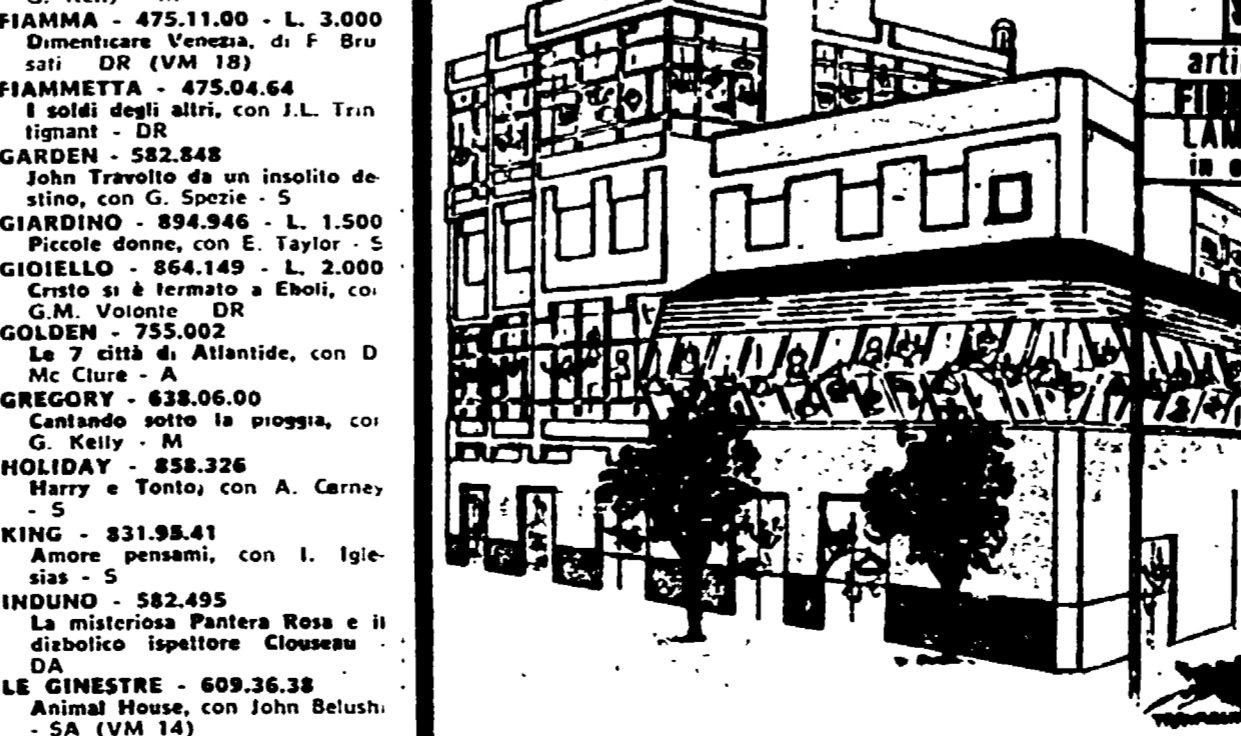 G. Kelly - M
FIAMMA - 475.11.00 - L. 3.000
Dimenticare Venezia, di F Bru
sati DR (VM 18)
FIAMMETTA - 475.04.64
I soldi degli altri, con J.L. Trin
tignant - DR
GARDEN - 582.848
John Travolto da un insolito de-
stino, con G. Spezie - S
GIARDINO - 894.946 - L. 1.500
Piccole donne, con E. Taylor - S
GIOIELLO - 864.149 - L. 2.000
Cristo si è fermato a Eboli, con
G.M. Volonte DR
GOLDEN - 755.002
Le 7 città di Atlantide, con D
Mc Clure - A
GREGORY - 638.06.00
Cantando sotto la pioggia, con
G. Kelly - M
HOLIDAY - 858.326
Harry e Tonto, con A. Carney
- S
KING - 831.95.41
Amore pensami, con I. Igle-
sias - S
INDUNO - 582.495
La misteriosa Pantera Rosa e il
diabolico ispettore Clouseau -
DA
LE GINESTRE - 609.36.38
Animal House, con John Belushi
- SA (VM 14)
arti
LAM
in